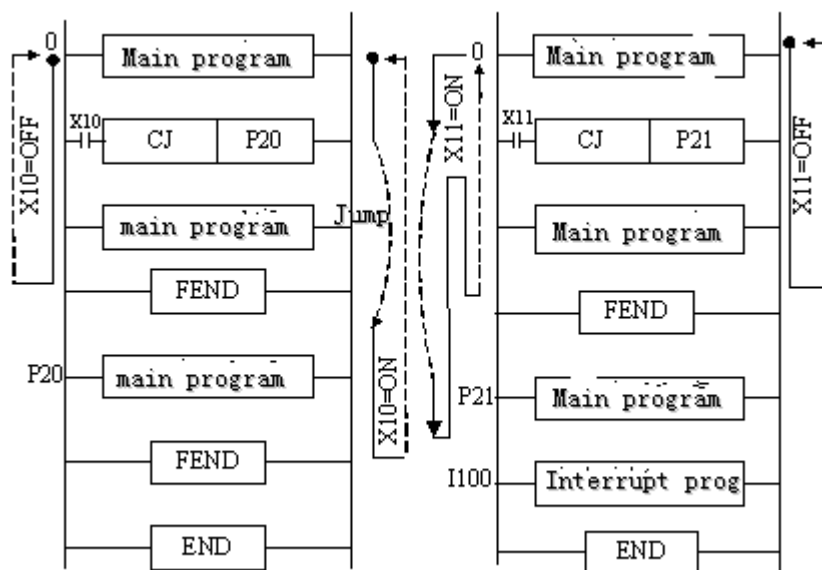 0
Main program
X10
CJ
P20
X10=OFF
main program
Jump
FEND
P20
main program
X10=ON
FEND
END
0
Main program
X11=ON
X11
CJ
P21
X11=OFF
Main program
FEND
P21
Main program
I100
Interrupt prog
END